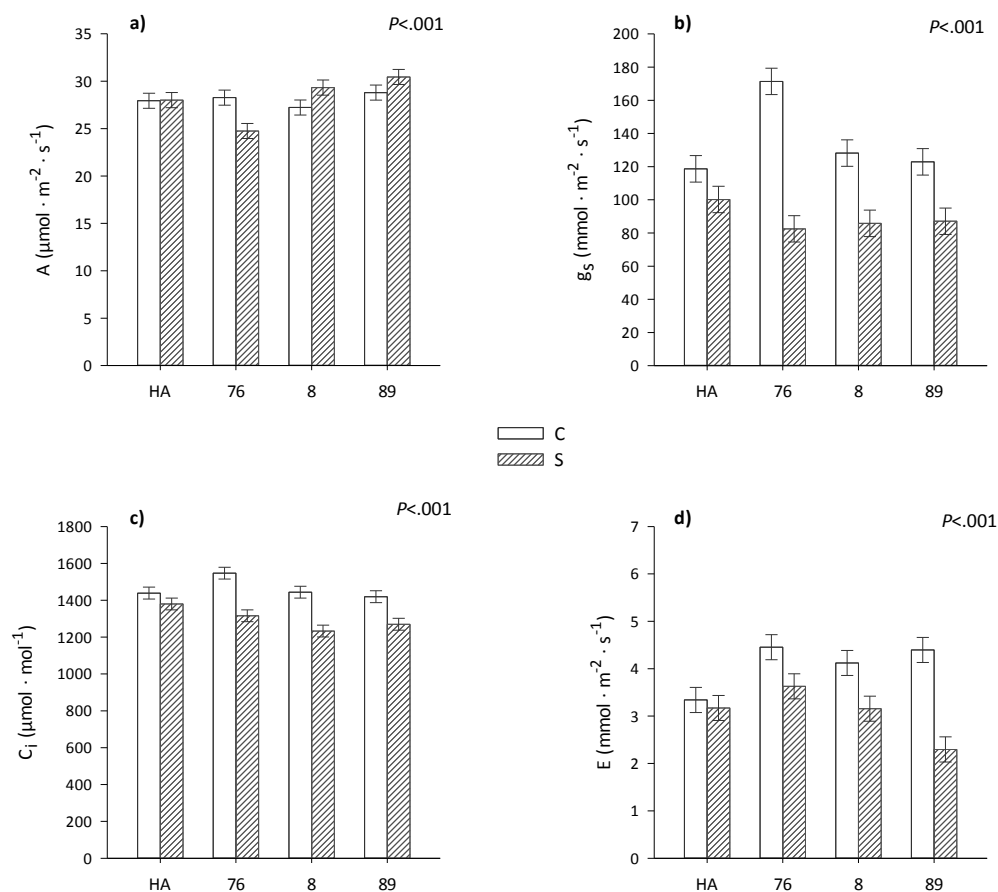 a)
P<.001
A (µmol · m⁻² · s⁻¹)
35
30
25
20
15
10
5
0
HA 76 8 89
b)
P<.001
gₛ (mmol · m⁻² · s⁻¹)
200
180
160
140
120
100
80
60
40
20
0
HA 76 8 89
C
S
c)
P<.001
Cᵢ (µmol · mol⁻¹)
1800
1600
1400
1200
1000
800
600
400
200
0
HA 76 8 89
d)
P<.001
E (mmol · m⁻² · s⁻¹)
7
6
5
4
3
2
1
0
HA 76 8 89